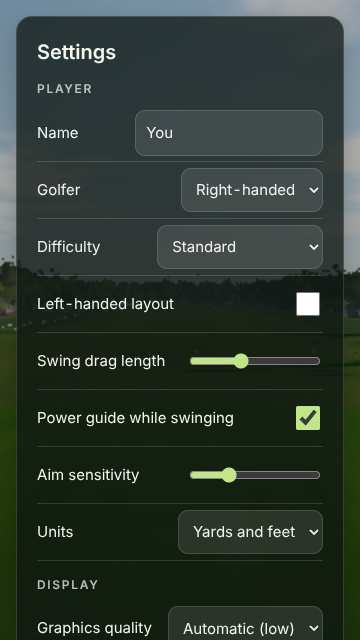 Settings
PLAYER
Name You
Golfer Right-handed
Difficulty Standard
Left-handed layout
Swing drag length
Power guide while swinging
Aim sensitivity
Units Yards and feet
DISPLAY
Graphics quality Automatic (low)